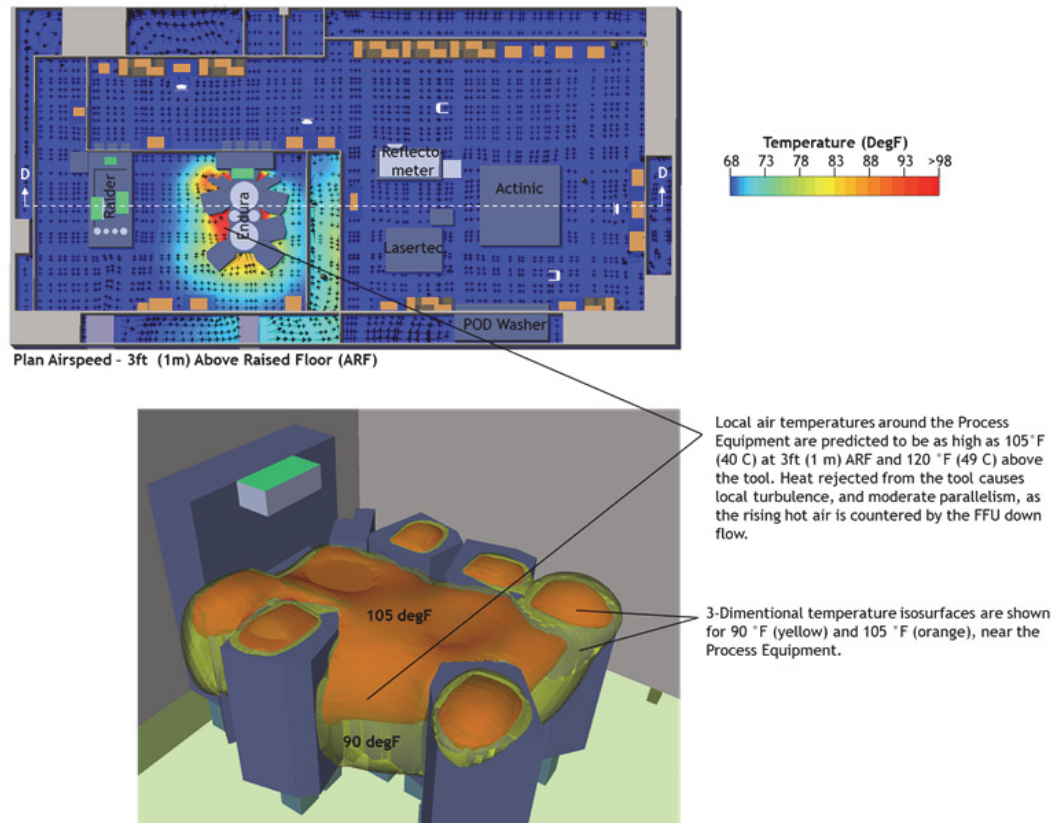 Temperature (DegF)
68 73 78 83 88 93 >98
D
D
Raider
Endura
Reflecto-
meter
Actinic
Lasertec
POD Washer
Plan Airspeed - 3ft (1m) Above Raised Floor (ARF)
Local air temperatures around the Process
Equipment are predicted to be as high as 105°F
(40 C) at 3ft (1 m) ARF and 120 °F (49 C) above
the tool. Heat rejected from the tool causes
local turbulence, and moderate parallelism, as
the rising hot air is countered by the FFU down
flow.
105 degF
90 degF
3-Dimentional temperature isosurfaces are shown
for 90 °F (yellow) and 105 °F (orange), near the
Process Equipment.